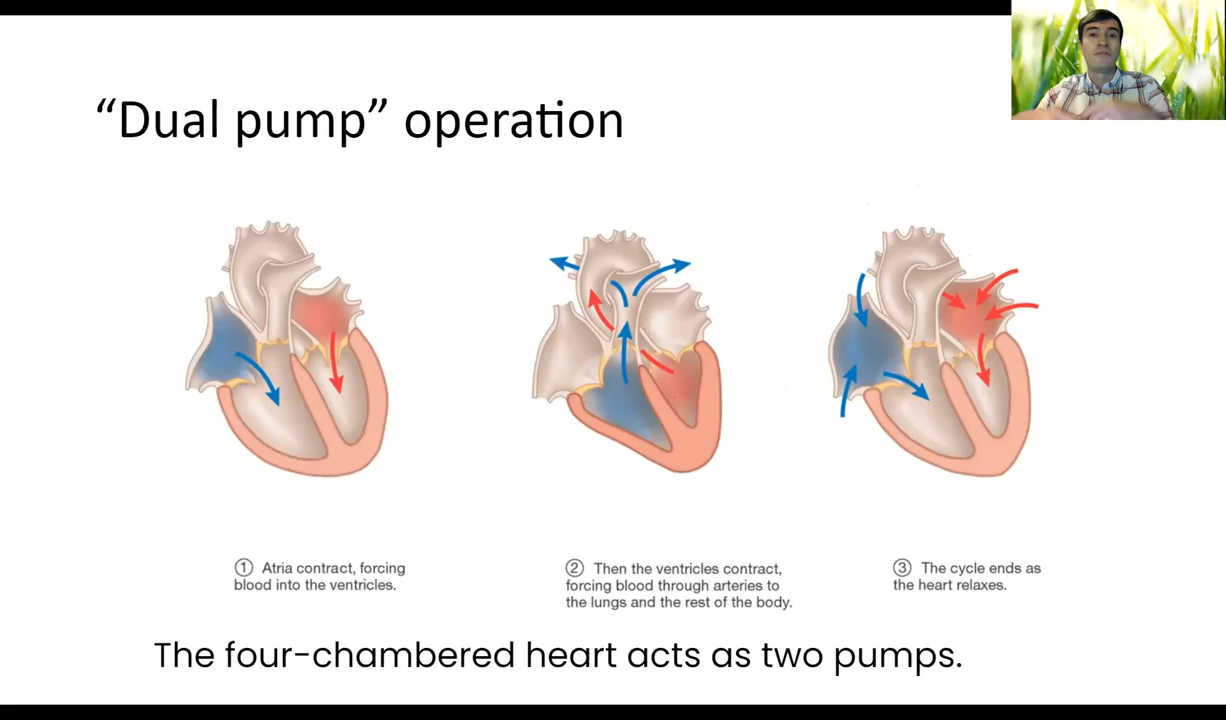 “Dual pump” operation
① Atria contract, forcing
blood into the ventricles.
② Then the ventricles contract,
forcing blood through arteries to
the lungs and the rest of the body.
③ The cycle ends as
the heart relaxes.
The four-chambered heart acts as two pumps.